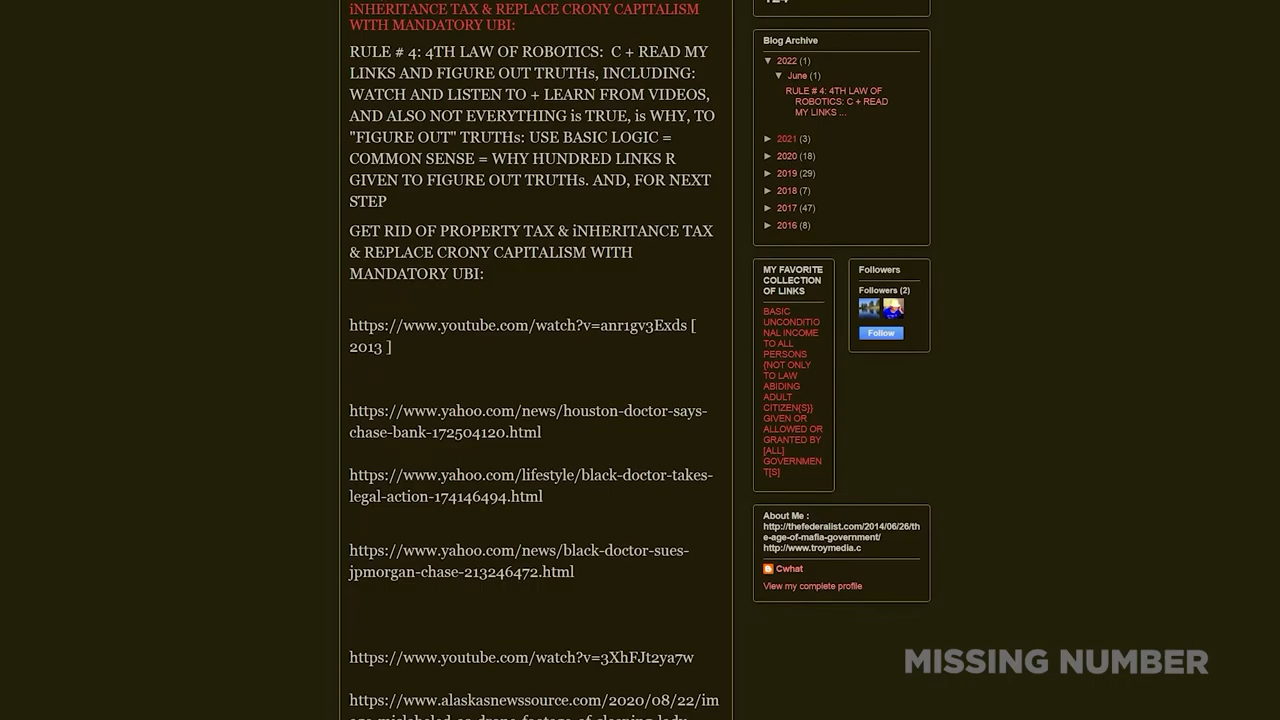 iNHERITANCE TAX & REPLACE CRONY CAPITALISM
WITH MANDATORY UBI:
RULE # 4: 4TH LAW OF ROBOTICS:  C + READ MY
LINKS AND FIGURE OUT TRUTHs, INCLUDING:
WATCH AND LISTEN TO + LEARN FROM VIDEOS,
AND ALSO NOT EVERYTHING is TRUE, is WHY, TO
"FIGURE OUT" TRUTHs: USE BASIC LOGIC =
COMMON SENSE = WHY HUNDRED LINKS R
GIVEN TO FIGURE OUT TRUTHs. AND, FOR NEXT
STEP
GET RID OF PROPERTY TAX & iNHERITANCE TAX
& REPLACE CRONY CAPITALISM WITH
MANDATORY UBI:
https://www.youtube.com/watch?v=anr1gv3Exds [
2013 ]
https://www.yahoo.com/news/houston-doctor-says-
chase-bank-172504120.html
https://www.yahoo.com/lifestyle/black-doctor-takes-
legal-action-174146494.html
https://www.yahoo.com/news/black-doctor-sues-
jpmorgan-chase-213246472.html
https://www.youtube.com/watch?v=3XhFJt2ya7w
https://www.alaskasnewssource.com/2020/08/22/im
Blog Archive
▼ 2022 (1)
▼ June (1)
RULE # 4: 4TH LAW OF
ROBOTICS: C + READ
MY LINKS ...
► 2021 (3)
► 2020 (18)
► 2019 (29)
► 2018 (7)
► 2017 (47)
► 2016 (8)
MY FAVORITE
COLLECTION
OF LINKS
BASIC
UNCONDITIO
NAL INCOME
TO ALL
PERSONS
{NOT ONLY
TO LAW
ABIDING
ADULT
CITIZEN{S}}
GIVEN OR
ALLOWED OR
GRANTED BY
[ALL]
GOVERNMEN
T[S]
Followers
Followers (2)
Follow
About Me :
http://thefederalist.com/2014/06/26/th
e-age-of-mafia-government/
http://www.troymedia.c
Cwhat
View my complete profile
MISSING NUMBER